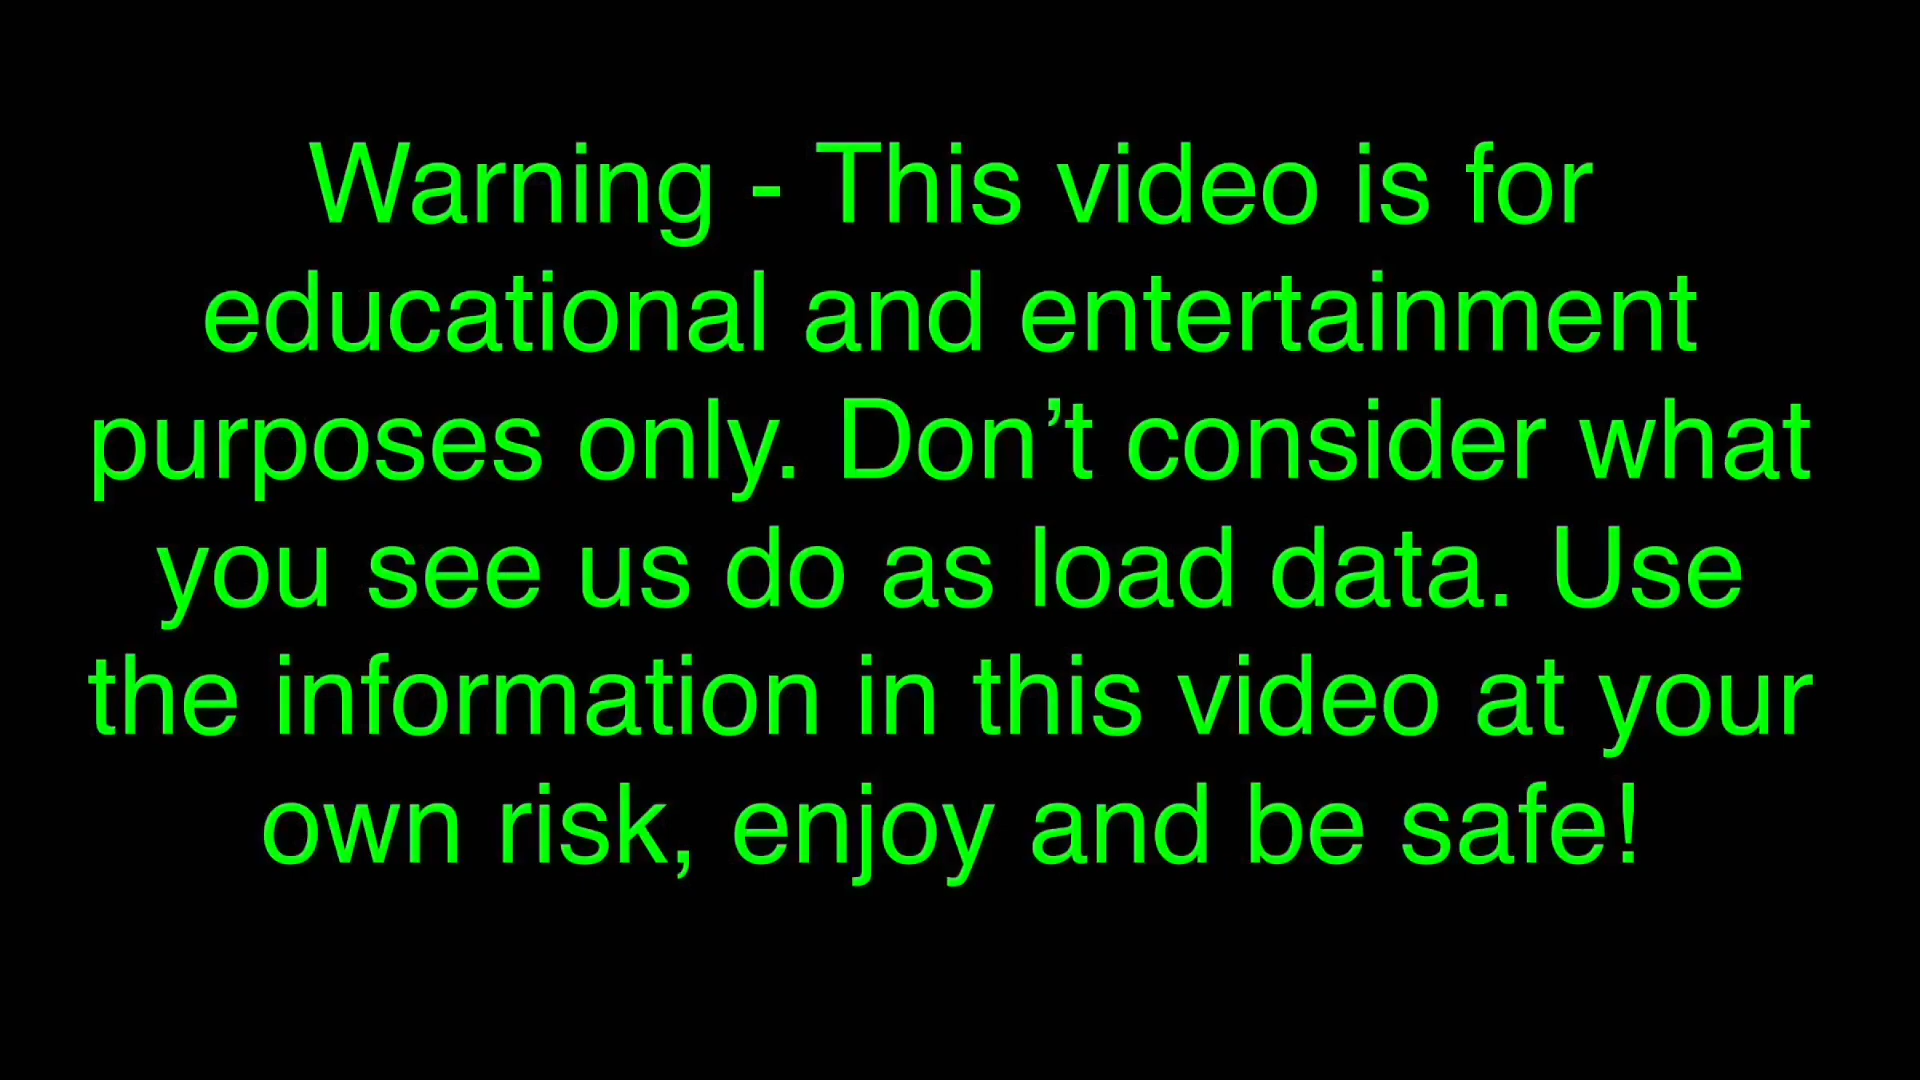 Warning - This video is for
educational and entertainment
purposes only. Don’t consider what
you see us do as load data. Use
the information in this video at your
own risk, enjoy and be safe!